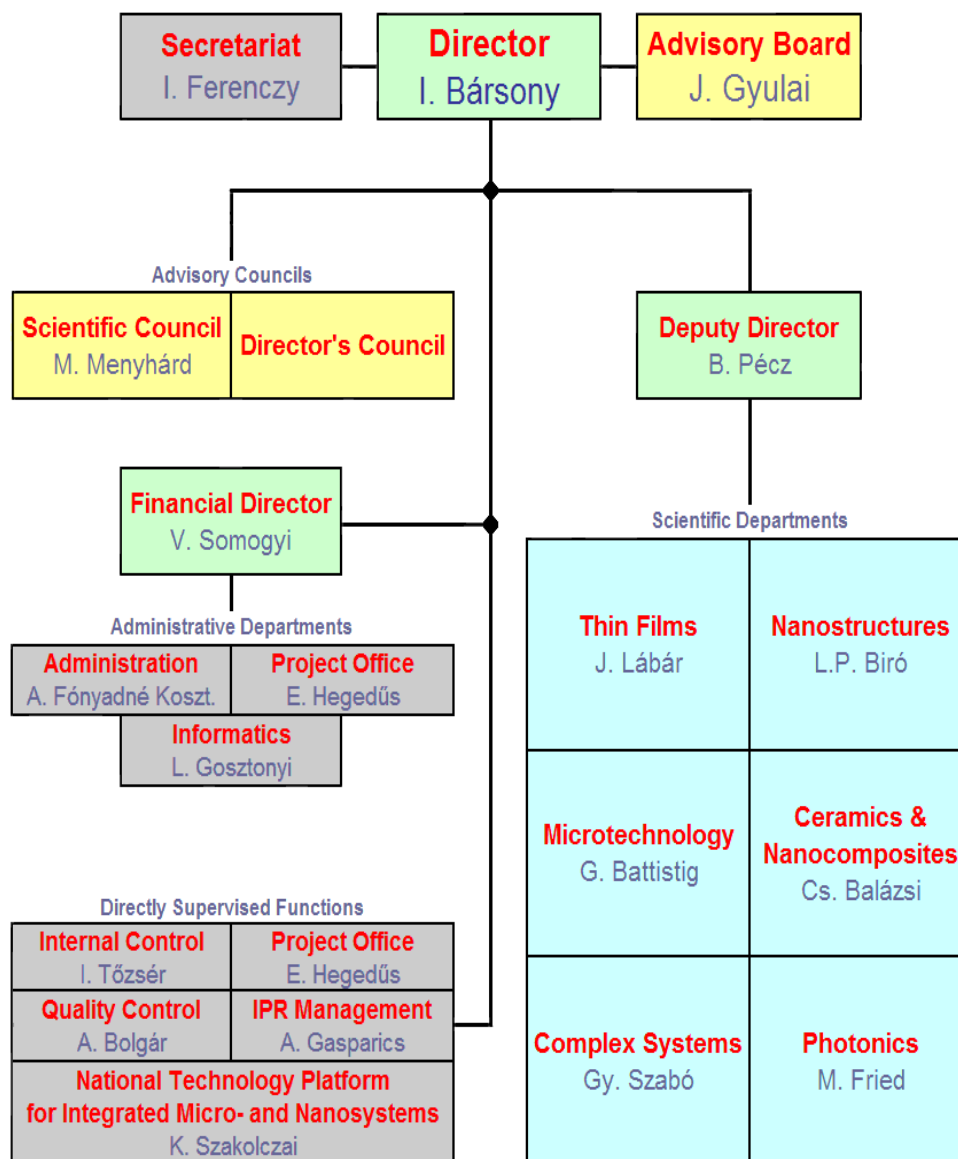 Secretariat
I. Ferenczy
Director
I. Bársony
Advisory Board
J. Gyulai
Advisory Councils
Scientific Council
M. Menyhárd
Director's Council
Deputy Director
B. Pécz
Financial Director
V. Somogyi
Administrative Departments
Administration
A. Fónyadné Koszt.
Project Office
E. Hegedűs
Informatics
L. Gosztonyi
Directly Supervised Functions
Internal Control
I. Tőzsér
Project Office
E. Hegedűs
Quality Control
A. Bolgár
IPR Management
A. Gasparics
National Technology Platform
for Integrated Micro- and Nanosystems
K. Szakolczai
Scientific Departments
Thin Films
J. Lábár
Nanostructures
L.P. Biró
Microtechnology
G. Battistig
Ceramics &
Nanocomposites
Cs. Balázsi
Complex Systems
Gy. Szabó
Photonics
M. Fried